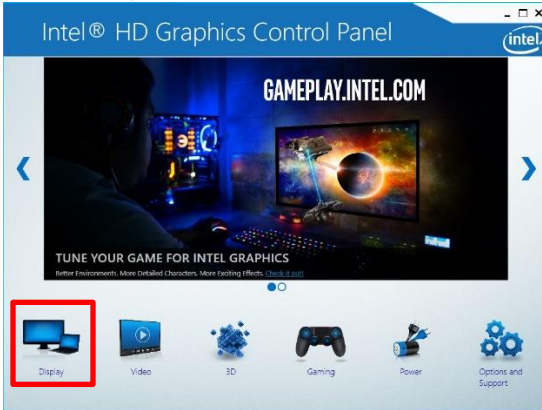 Intel® HD Graphics Control Panel
intel
GAMEPLAY.INTEL.COM
TUNE YOUR GAME FOR INTEL GRAPHICS
Better Environments. More Detailed Characters. More Exciting Effects. Check it out!
Display
Video
3D
Gaming
Power
Options and
Support